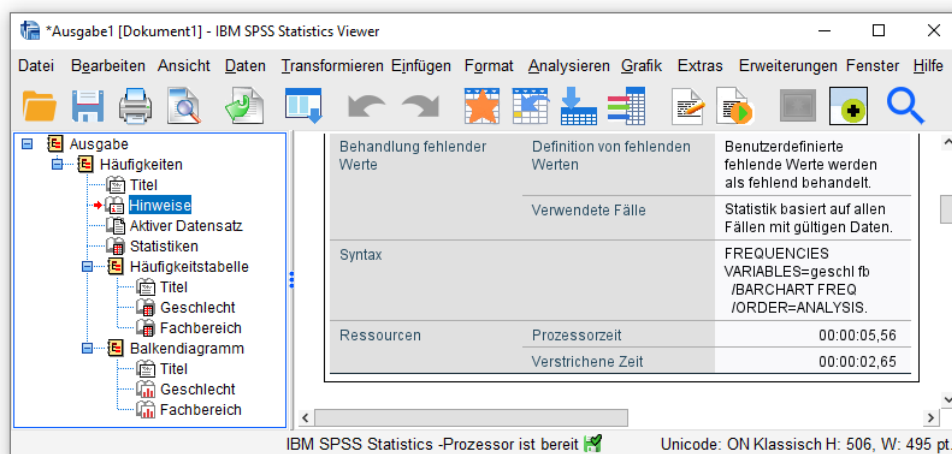 *Ausgabe1 [Dokument1] - IBM SPSS Statistics Viewer
Datei Bearbeiten Ansicht Daten Transformieren Einfügen Format Analysieren Grafik Extras Erweiterungen Fenster Hilfe
Ausgabe
Häufigkeiten
Titel
Hinweise
Aktiver Datensatz
Statistiken
Häufigkeitstabelle
Titel
Geschlecht
Fachbereich
Balkendiagramm
Titel
Geschlecht
Fachbereich
Behandlung fehlender
Werte
Definition von fehlenden
Werten
Benutzerdefinierte
fehlende Werte werden
als fehlend behandelt.
Verwendete Fälle
Statistik basiert auf allen
Fällen mit gültigen Daten.
Syntax
FREQUENCIES
VARIABLES=geschl fb
/BARCHART FREQ
/ORDER=ANALYSIS.
Ressourcen
Prozessorzeit
00:00:05,56
Verstrichene Zeit
00:00:02,65
IBM SPSS Statistics -Prozessor ist bereit
Unicode: ON Klassisch H: 506, W: 495 pt.